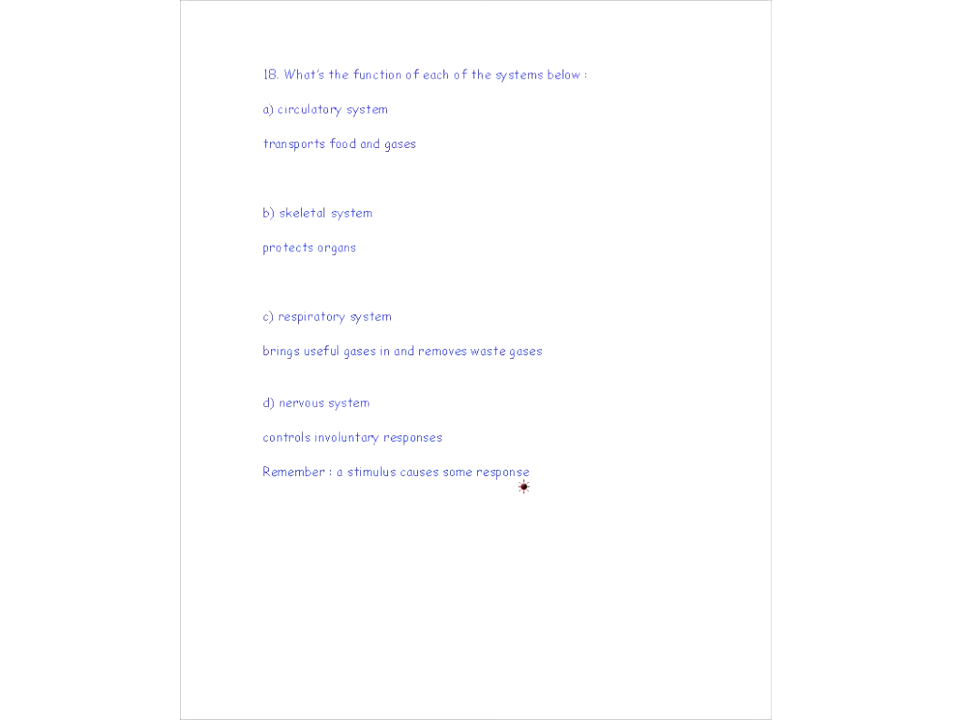 18. What's the function of each of the systems below :
a) circulatory system
transports food and gases
b) skeletal system
protects organs
c) respiratory system
brings useful gases in and removes waste gases
d) nervous system
controls involuntary responses
Remember : a stimulus causes some response